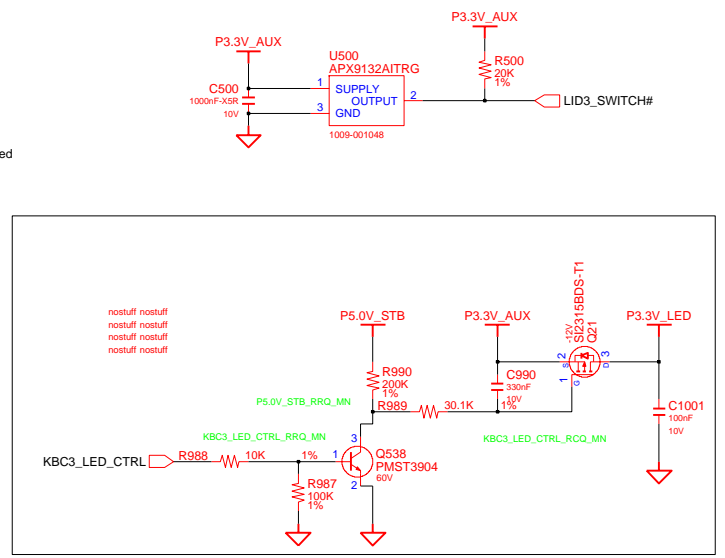 P3.3V_AUX
P3.3V_AUX
U500
APX9132AITRG
R500
20K
1%
C500
1000nF-X5R
10V
1
SUPPLY
OUTPUT
2
3
GND
LID3_SWITCH#
1009-001048
ed
nostuff nostuff
nostuff nostuff
nostuff nostuff
nostuff nostuff
P5.0V_STB
P3.3V_AUX
-12V
SI2315BDS-T1
Q21
P3.3V_LED
2
3
S
D
1
G
R990
200K
1%
C990
330nF
10V
P5.0V_STB_RRQ_MN
R989
30.1K
1%
C1001
100nF
10V
KBC3_LED_CTRL_RRQ_MN
KBC3_LED_CTRL_RCQ_MN
KBC3_LED_CTRL
R988
10K
1%
1
3
Q538
PMST3904
60V
2
R987
100K
1%